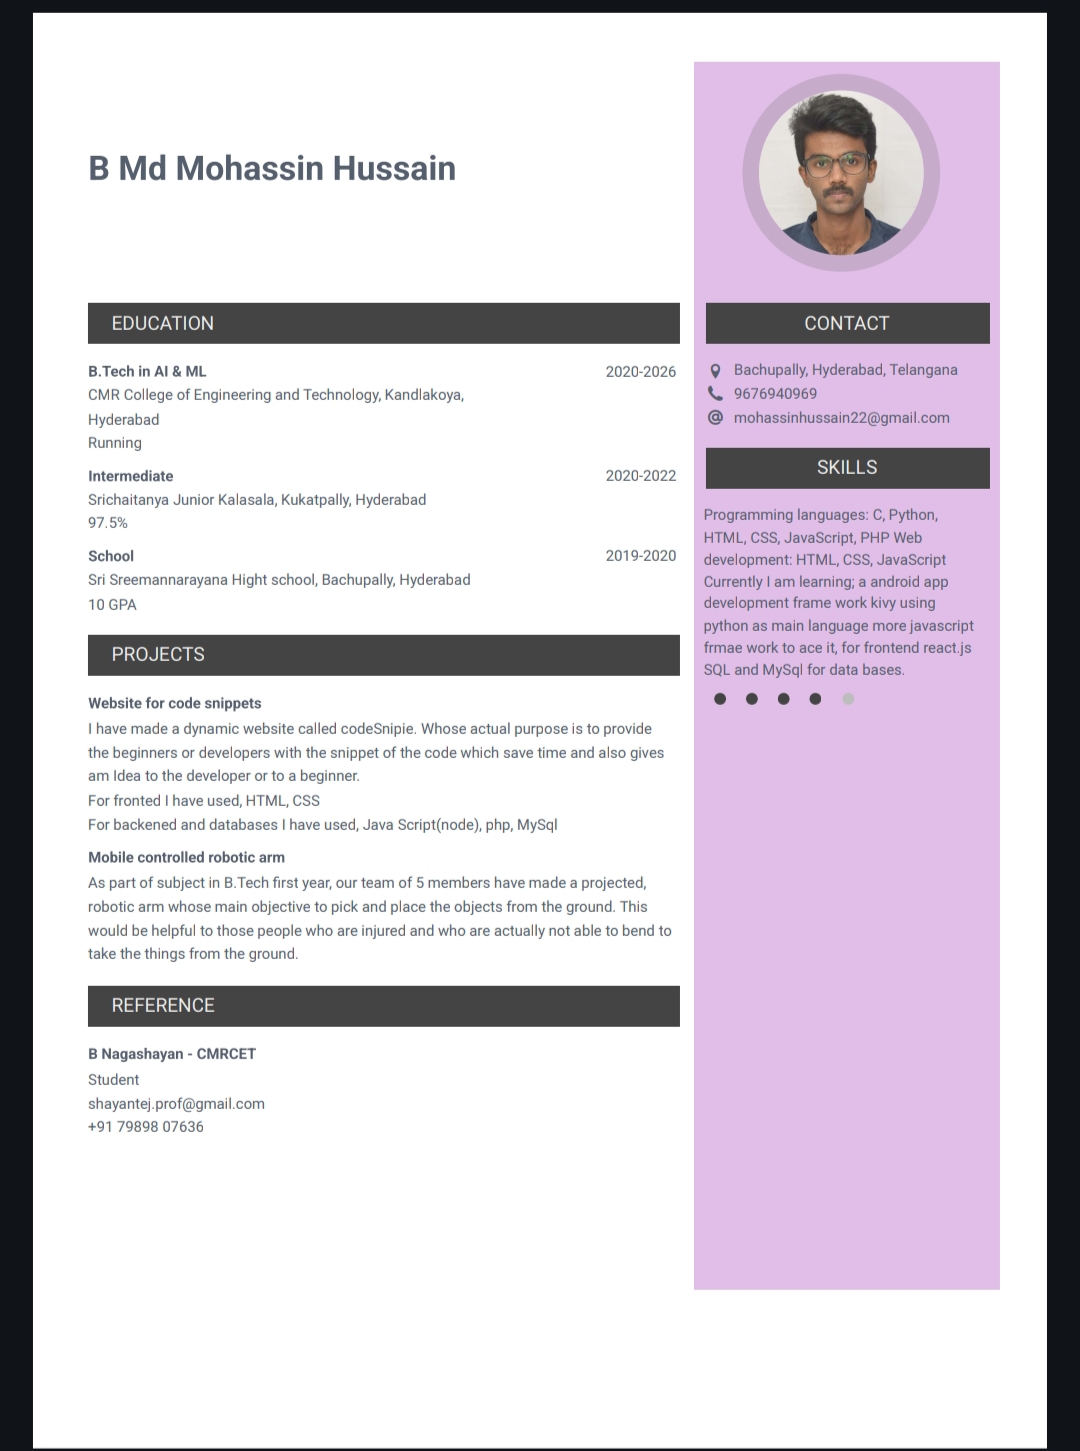 B Md Mohassin Hussain
EDUCATION
B.Tech in AI & ML 2020-2026
CMR College of Engineering and Technology, Kandlakoya,
Hyderabad
Running
Intermediate 2020-2022
Srichaitanya Junior Kalasala, Kukatpally, Hyderabad
97.5%
School 2019-2020
Sri Sreemannarayana Hight school, Bachupally, Hyderabad
10 GPA
PROJECTS
Website for code snippets
I have made a dynamic website called codeSnipie. Whose actual purpose is to provide
the beginners or developers with the snippet of the code which save time and also gives
am Idea to the developer or to a beginner.
For fronted I have used, HTML, CSS
For backened and databases I have used, Java Script(node), php, MySql
Mobile controlled robotic arm
As part of subject in B.Tech first year, our team of 5 members have made a projected,
robotic arm whose main objective to pick and place the objects from the ground. This
would be helpful to those people who are injured and who are actually not able to bend to
take the things from the ground.
REFERENCE
B Nagashayan - CMRCET
Student
shayantej.prof@gmail.com
+91 79898 07636
CONTACT
Bachupally, Hyderabad, Telangana
9676940969
mohassinhussain22@gmail.com
SKILLS
Programming languages: C, Python,
HTML, CSS, JavaScript, PHP Web
development: HTML, CSS, JavaScript
Currently I am learning; a android app
development frame work kivy using
python as main language more javascript
frmae work to ace it, for frontend react.js
SQL and MySql for data bases.